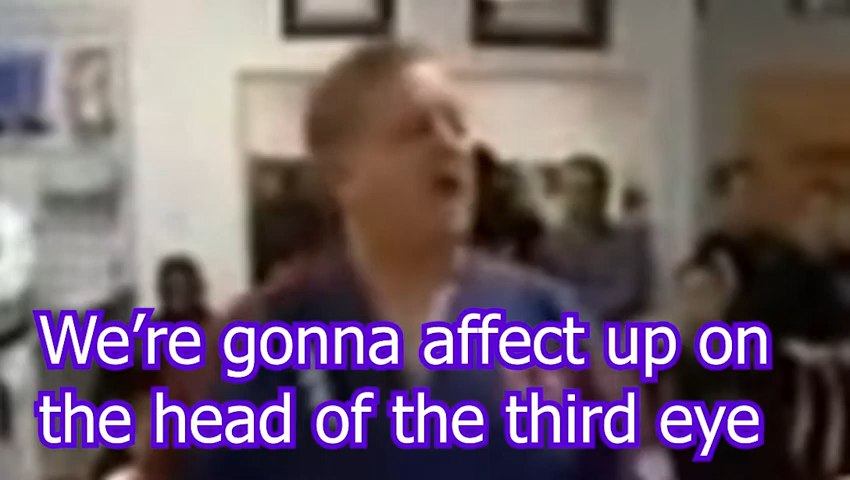 We’re gonna affect up on
the head of the third eye